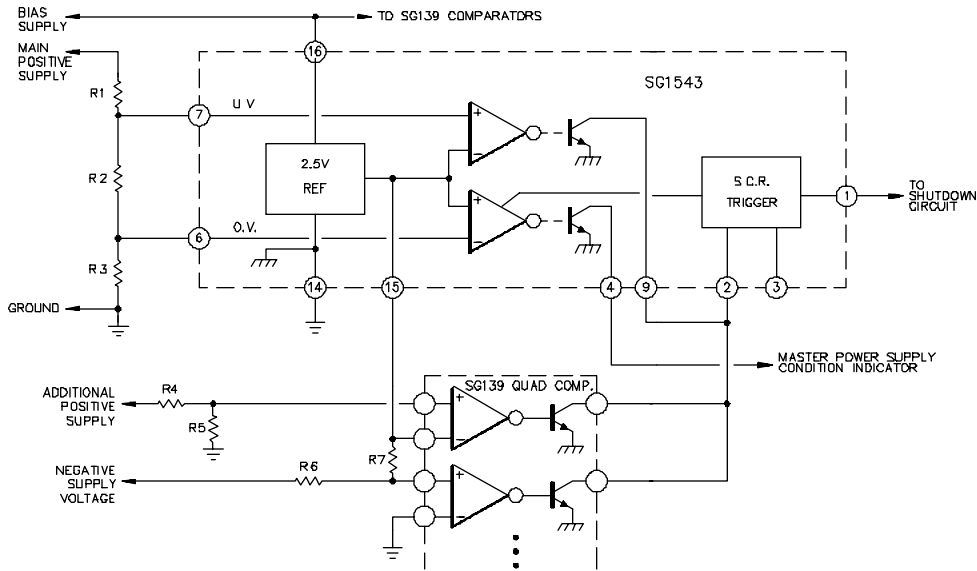 BIAS
SUPPLY
TO SG139 COMPARATORS
MAIN
POSITIVE
SUPPLY
16
SG1543
R1
7
U V
+
−
2.5V
REF
R2
S.C.R.
TRIGGER
1
TO
SHUTDOWN
CIRCUIT
+
−
6
O.V.
R3
14
15
4
9
2
3
GROUND
MASTER POWER SUPPLY
CONDITION INDICATOR
SG139 QUAD COMP.
ADDITIONAL
POSITIVE
SUPPLY
R4
R5
+
−
R7
NEGATIVE
SUPPLY
VOLTAGE
R6
+
−